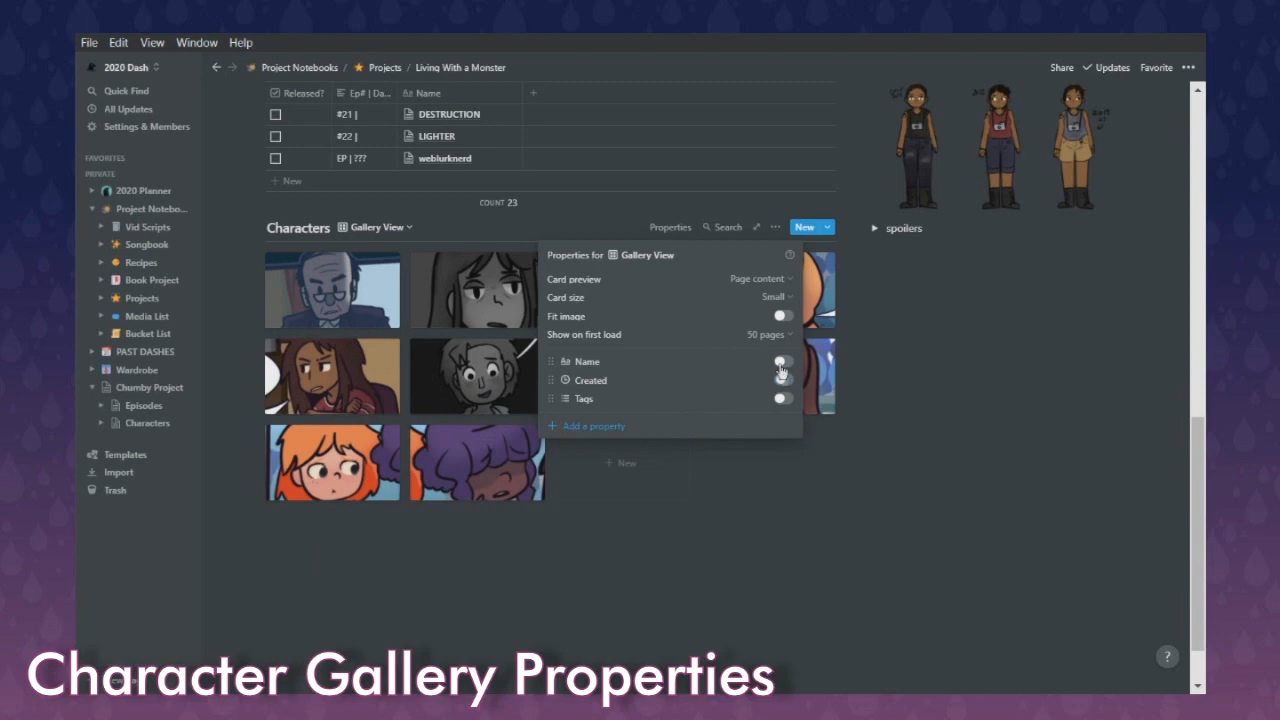 File Edit View Window Help
2020 Dash
Project Notebooks / Projects / Living With a Monster
Share Updates Favorite •••
Quick Find
All Updates
Settings & Members
FAVORITES
PRIVATE
2020 Planner
Project Notebo...
Vid Scripts
Songbook
Recipes
Book Project
Projects
Media List
Bucket List
PAST DASHES
Wardrobe
Chumby Project
Episodes
Characters
Templates
Import
Trash
Released? Ep# | Da... Aa Name +
#21 | DESTRUCTION
#22 | LIGHTER
EP | ??? weblurknerd
+ New
COUNT 23
Characters Gallery View
Properties Search ••• New
spoilers
Properties for Gallery View
Card preview Page content
Card size Small
Fit image
Show on first load 50 pages
Aa Name
Created
Tags
+ Add a property
+ New
?
Character Gallery Properties